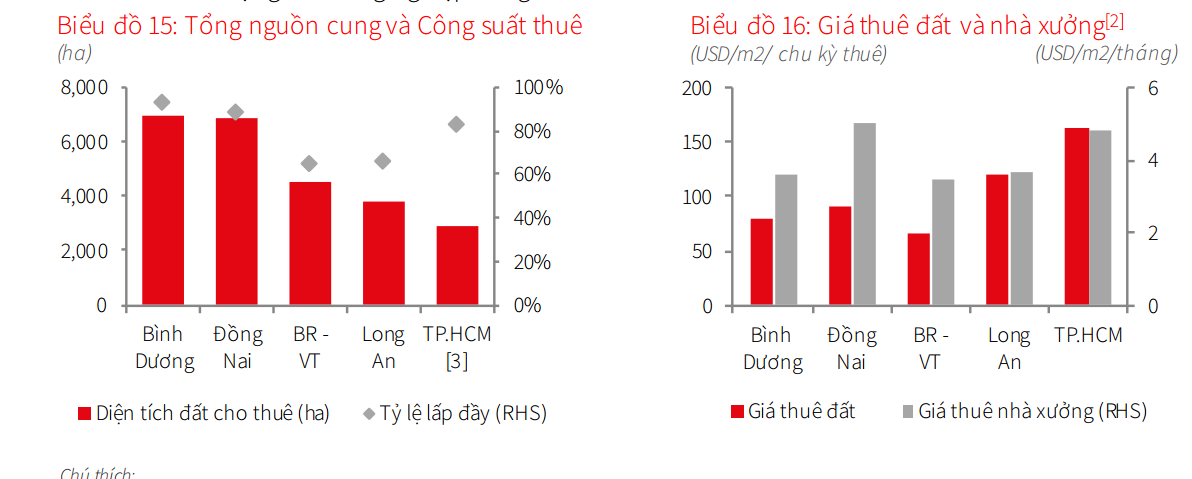 Biểu đồ 15: Tổng nguồn cung và Công suất thuê
(ha)
8,000
6,000
4,000
2,000
0
100%
80%
60%
40%
20%
0%
Bình Dương
Đồng Nai
BR - VT
Long An
TP.HCM [3]
Diện tích đất cho thuê (ha)
Tỷ lệ lấp đầy (RHS)
Biểu đồ 16: Giá thuê đất và nhà xưởng[2]
(USD/m2/ chu kỳ thuê)
(USD/m2/tháng)
200
150
100
50
0
6
4
2
0
Bình Dương
Đồng Nai
BR - VT
Long An
TP.HCM
Giá thuê đất
Giá thuê nhà xưởng (RHS)
Chú thích: